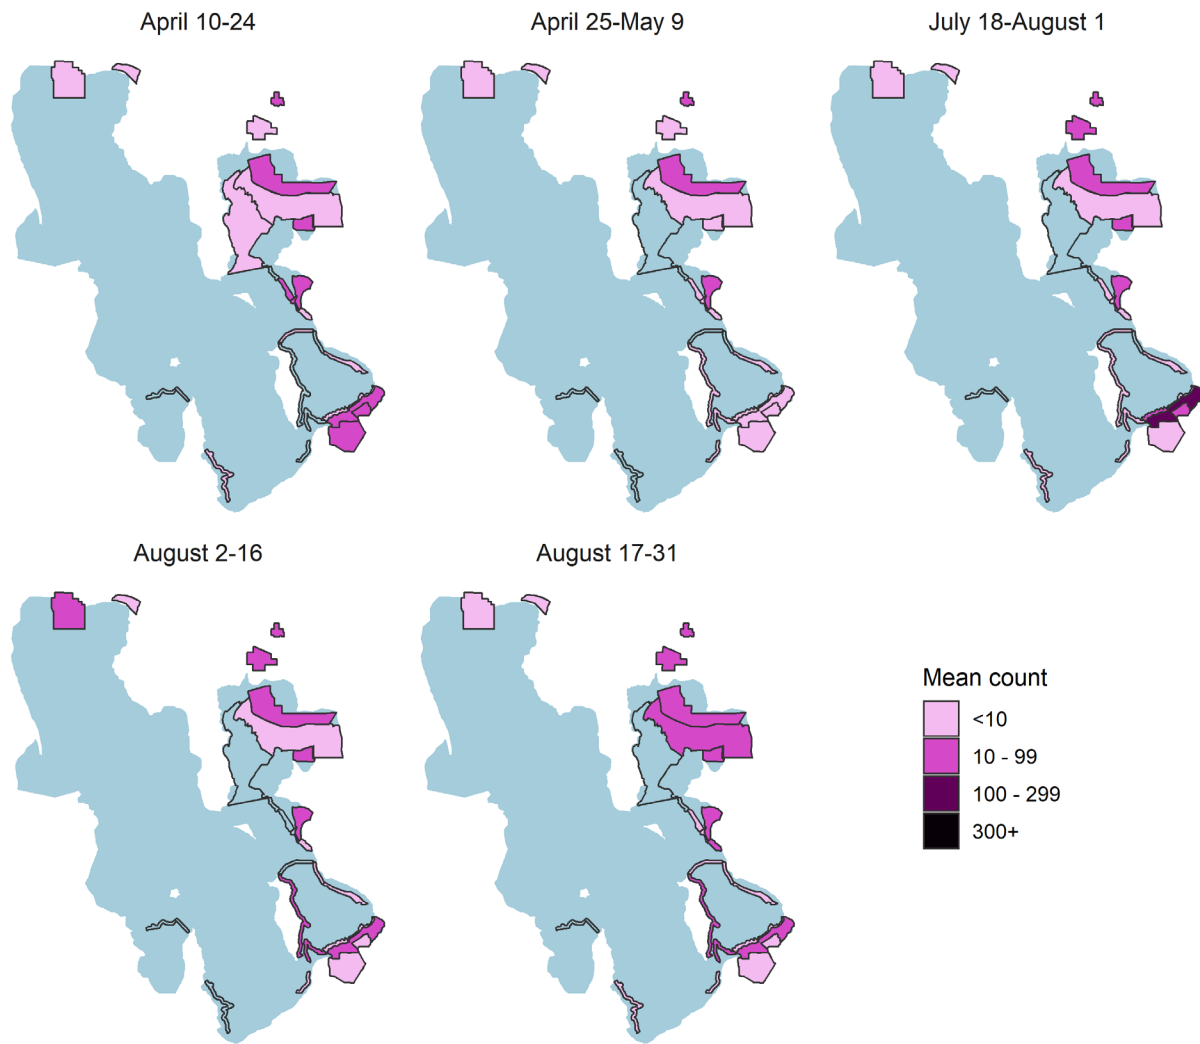 April 10-24
April 25-May 9
July 18-August 1
August 2-16
August 17-31
Mean count
<10
10 - 99
100 - 299
300+